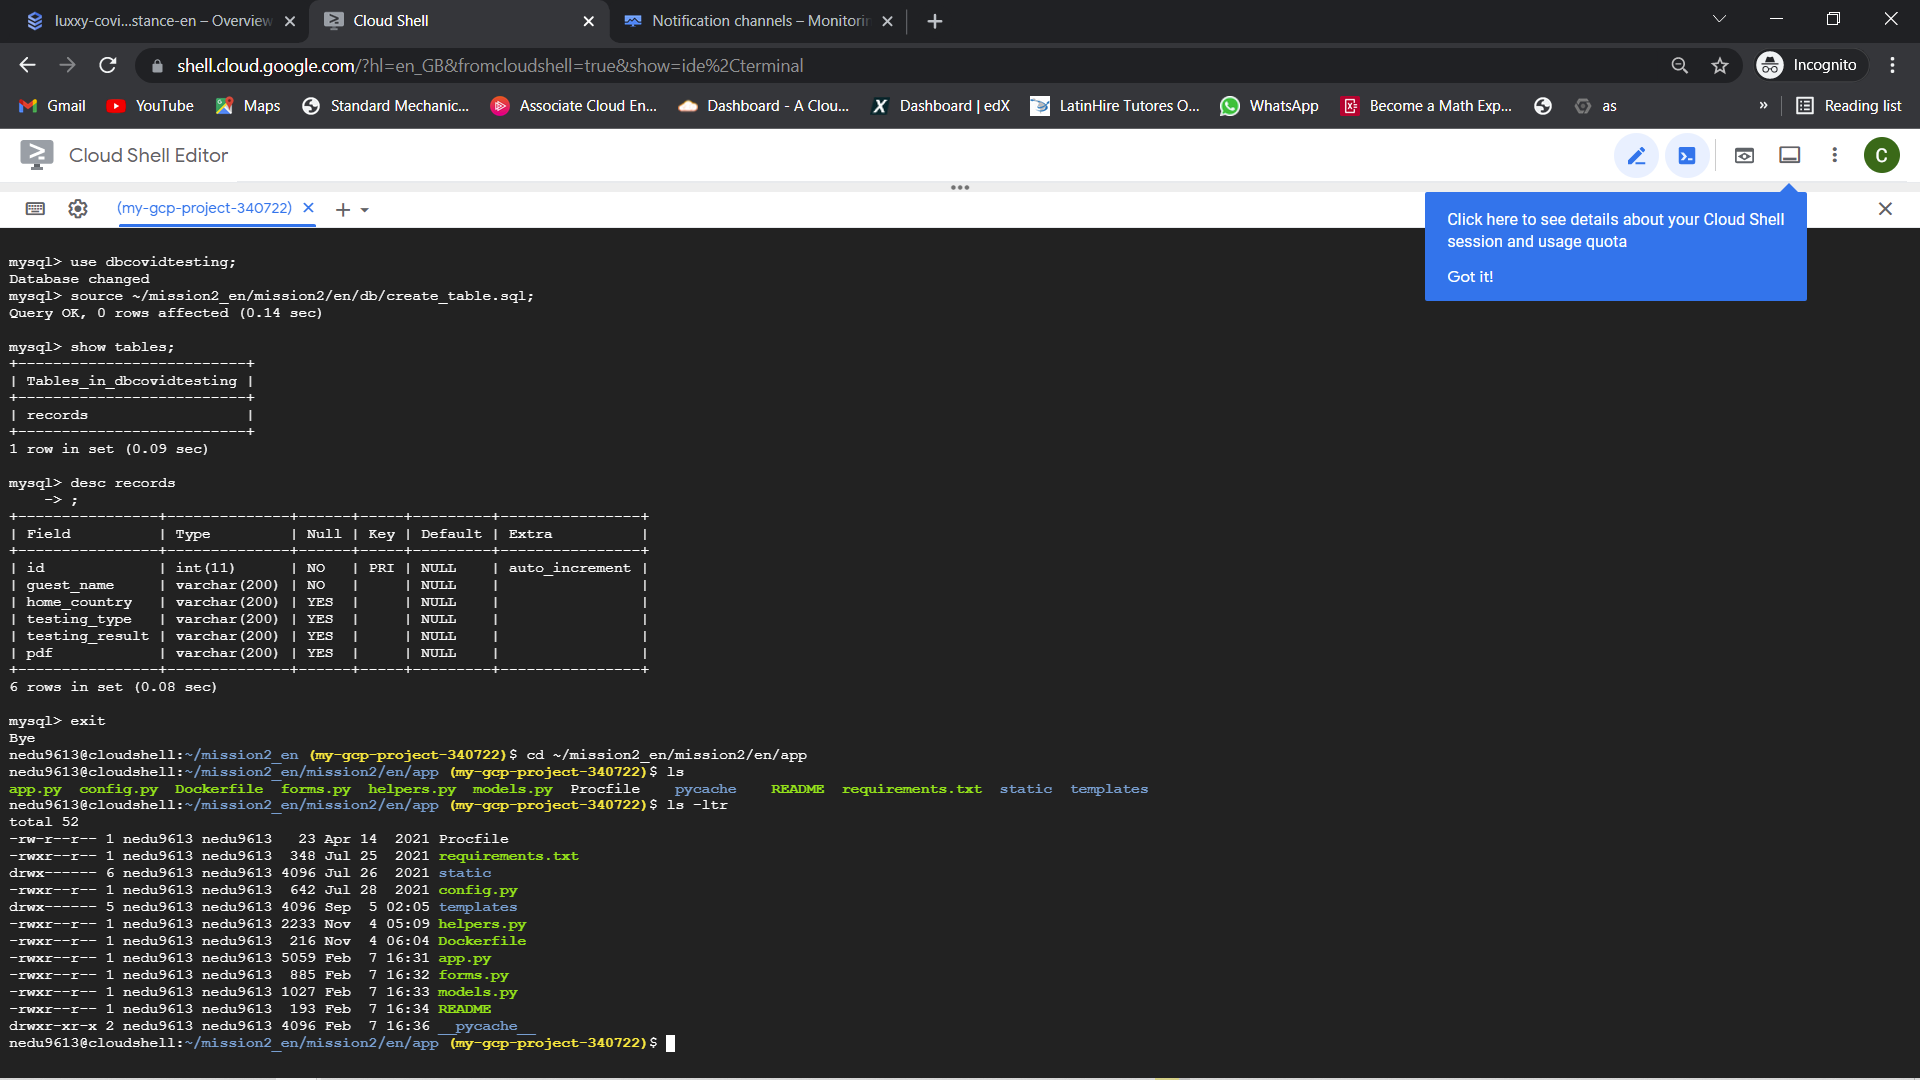 luxxy-covi...stance-en – Overview
Cloud Shell
Notification channels – Monitorin
shell.cloud.google.com/?hl=en_GB&fromcloudshell=true&show=ide%2Cterminal
Incognito
Gmail
YouTube
Maps
Standard Mechanic...
Associate Cloud En...
Dashboard - A Clou...
Dashboard | edX
LatinHire Tutores O...
WhatsApp
Become a Math Exp...
as
»
Reading list
Cloud Shell Editor
C
(my-gcp-project-340722)
Click here to see details about your Cloud Shell
session and usage quota
Got it!
mysql> use dbcovidtesting;
Database changed
mysql> source ~/mission2_en/mission2/en/db/create_table.sql;
Query OK, 0 rows affected (0.14 sec)
mysql> show tables;
+--------------------------+
| Tables_in_dbcovidtesting |
+--------------------------+
| records                  |
+--------------------------+
1 row in set (0.09 sec)
mysql> desc records
    -> ;
+----------------+--------------+------+-----+---------+----------------+
| Field          | Type         | Null | Key | Default | Extra          |
+----------------+--------------+------+-----+---------+----------------+
| id             | int(11)      | NO   | PRI | NULL    | auto_increment |
| guest_name     | varchar(200) | NO   |     | NULL    |                |
| home_country   | varchar(200) | YES  |     | NULL    |                |
| testing_type   | varchar(200) | YES  |     | NULL    |                |
| testing_result | varchar(200) | YES  |     | NULL    |                |
| pdf            | varchar(200) | YES  |     | NULL    |                |
+----------------+--------------+------+-----+---------+----------------+
6 rows in set (0.08 sec)
mysql> exit
Bye
nedu9613@cloudshell:~/mission2_en (my-gcp-project-340722)$ cd ~/mission2_en/mission2/en/app
nedu9613@cloudshell:~/mission2_en/mission2/en/app (my-gcp-project-340722)$ ls
app.py  config.py  Dockerfile  forms.py  helpers.py  models.py  Procfile  __pycache__  README  requirements.txt  static  templates
nedu9613@cloudshell:~/mission2_en/mission2/en/app (my-gcp-project-340722)$ ls -ltr
total 52
-rw-r--r-- 1 nedu9613 nedu9613   23 Apr 14  2021 Procfile
-rwxr--r-- 1 nedu9613 nedu9613  348 Jul 25  2021 requirements.txt
drwx------ 6 nedu9613 nedu9613 4096 Jul 26  2021 static
-rwxr--r-- 1 nedu9613 nedu9613  642 Jul 28  2021 config.py
drwx------ 5 nedu9613 nedu9613 4096 Sep  5 02:05 templates
-rwxr--r-- 1 nedu9613 nedu9613 2233 Nov  4 05:09 helpers.py
-rwxr--r-- 1 nedu9613 nedu9613  216 Nov  4 06:04 Dockerfile
-rwxr--r-- 1 nedu9613 nedu9613 5059 Feb  7 16:31 app.py
-rwxr--r-- 1 nedu9613 nedu9613  885 Feb  7 16:32 forms.py
-rwxr--r-- 1 nedu9613 nedu9613 1027 Feb  7 16:33 models.py
-rwxr--r-- 1 nedu9613 nedu9613  193 Feb  7 16:34 README
drwxr-xr-x 2 nedu9613 nedu9613 4096 Feb  7 16:36 __pycache__
nedu9613@cloudshell:~/mission2_en/mission2/en/app (my-gcp-project-340722)$